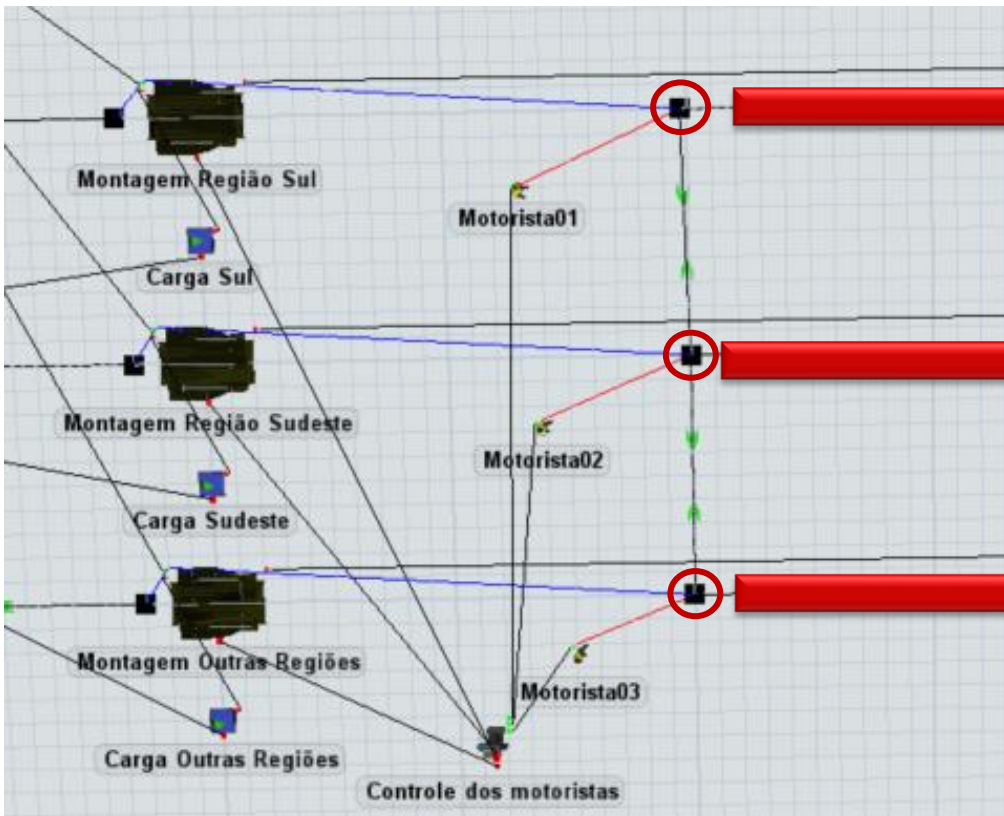 Montagem Região Sul
Motorista01
Carga Sul
Montagem Região Sudeste
Motorista02
Carga Sudeste
Montagem Outras Regiões
Motorista03
Carga Outras Regiões
Controle dos motoristas